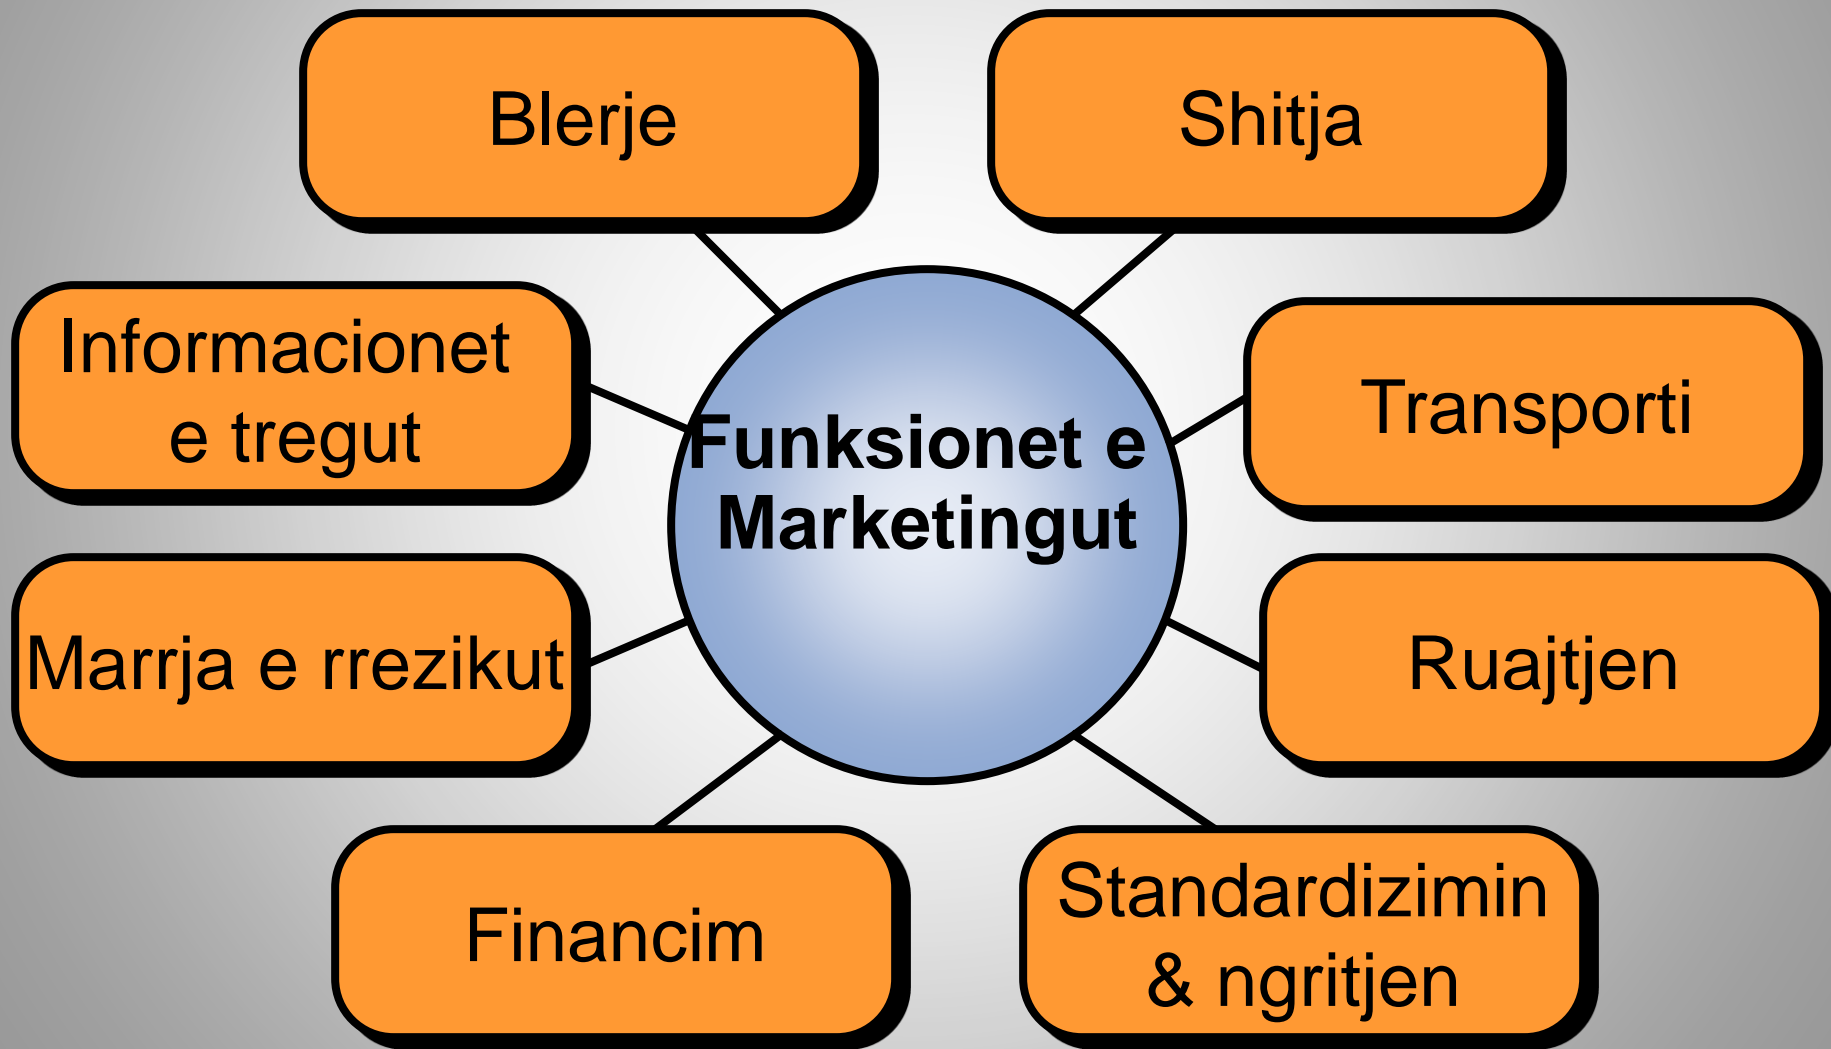 Blerje
Shitja
Informacionet
e tregut
Transporti
Funksionet e
Marketingut
Marrja e rrezikut
Ruajtjen
Financim
Standardizimin
& ngritjen